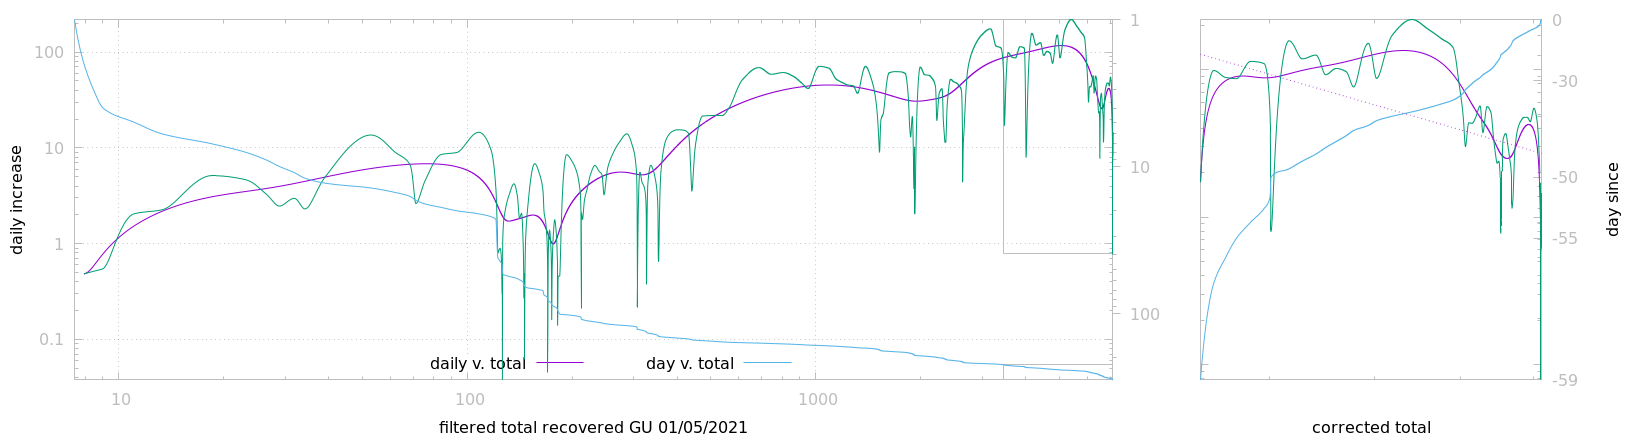 100
10
1
0.1
daily increase
10
100
1000
filtered total recovered GU 01/05/2021
daily v. total
day v. total
1
10
100
0
-30
-50
-55
-59
day since
corrected total